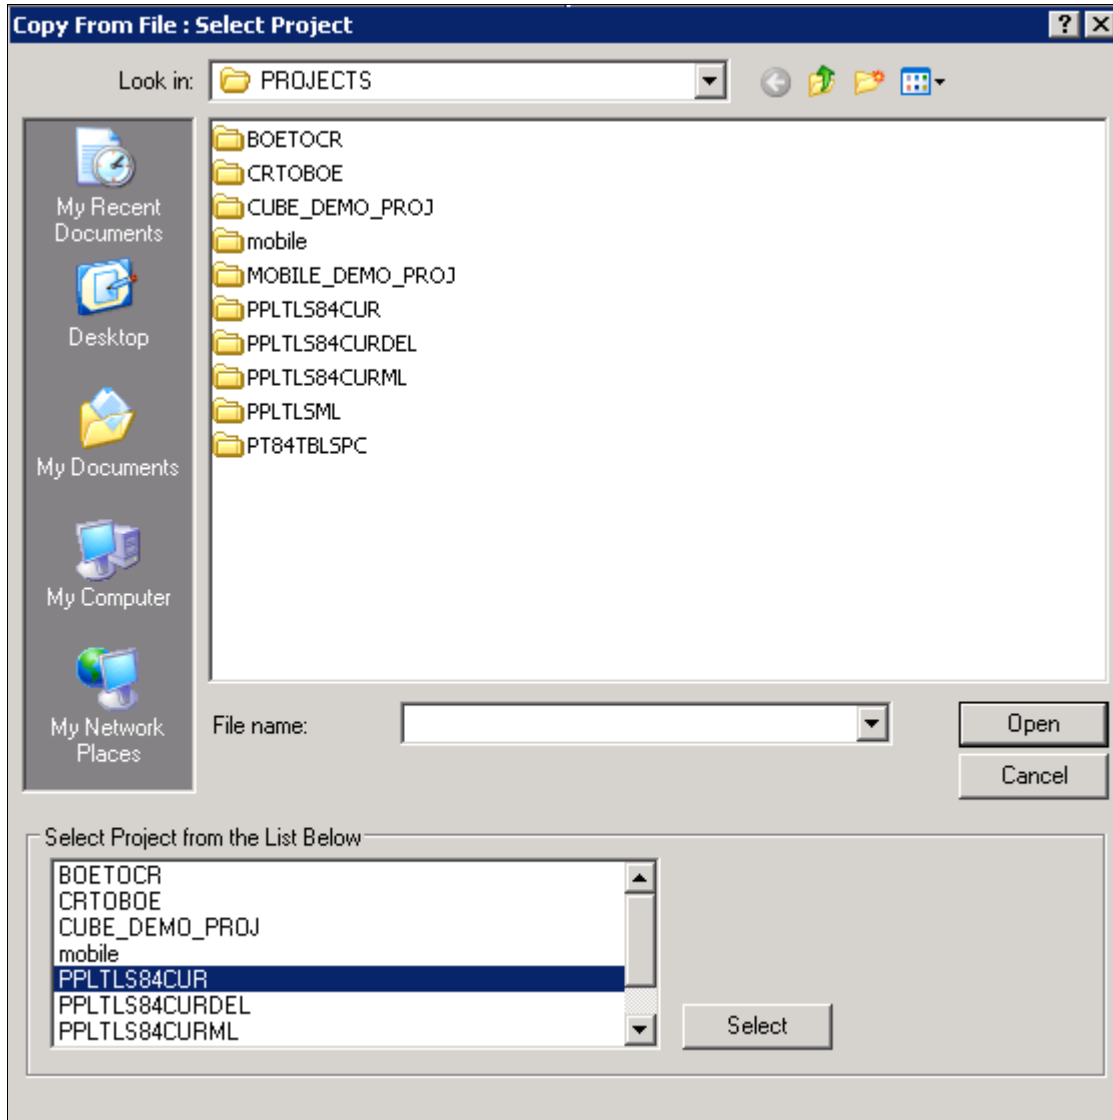 Copy From File : Select Project
Look in:
PROJECTS
My Recent
Documents
Desktop
My Documents
My Computer
My Network
Places
BOETOCR
CRTOBOE
CUBE_DEMO_PROJ
mobile
MOBILE_DEMO_PROJ
PPLTLS84CUR
PPLTLS84CURDEL
PPLTLS84CURML
PPLTLSML
PT84TBLSPC
File name:
Open
Cancel
Select Project from the List Below
BOETOCR
CRTOBOE
CUBE_DEMO_PROJ
mobile
PPLTLS84CUR
PPLTLS84CURDEL
PPLTLS84CURML
Select